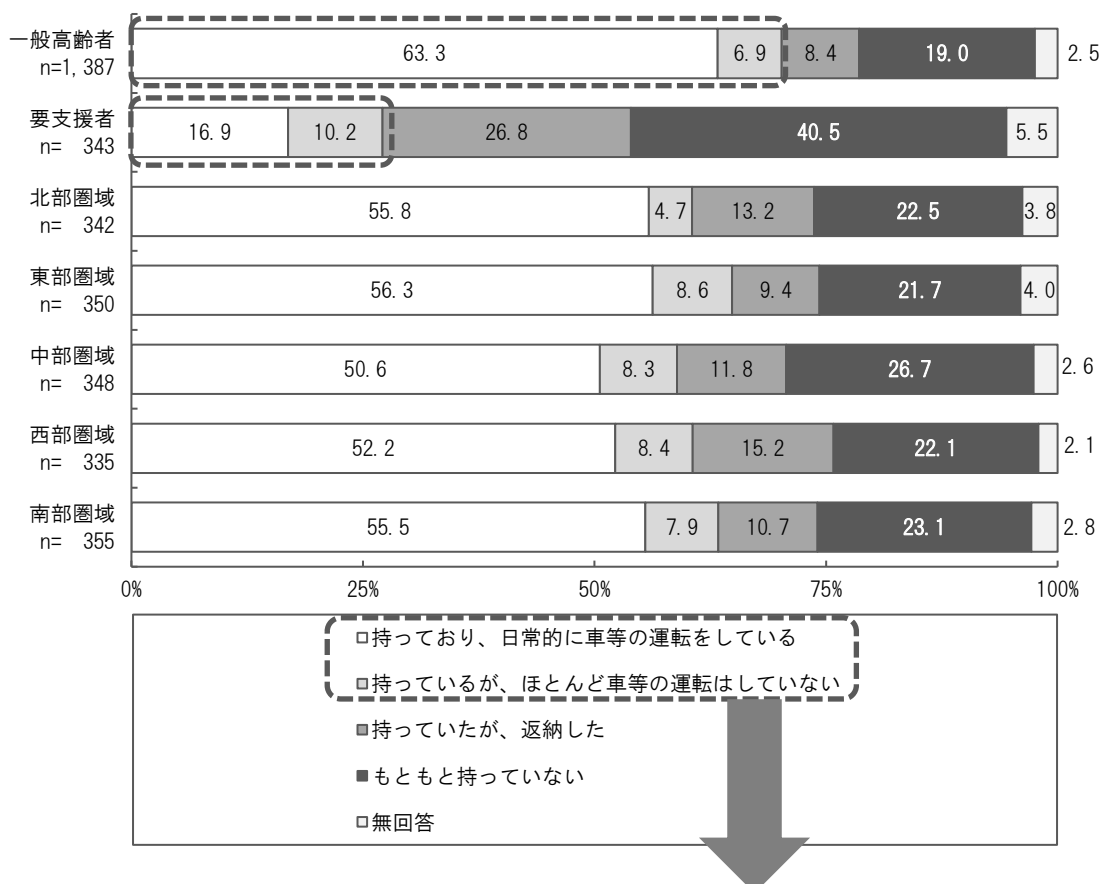 一般高齢者
n=1,387
63.3 6.9 8.4 19.0 2.5
要支援者
n= 343
16.9 10.2 26.8 40.5 5.5
北部圏域
n= 342
55.8 4.7 13.2 22.5 3.8
東部圏域
n= 350
56.3 8.6 9.4 21.7 4.0
中部圏域
n= 348
50.6 8.3 11.8 26.7 2.6
西部圏域
n= 335
52.2 8.4 15.2 22.1 2.1
南部圏域
n= 355
55.5 7.9 10.7 23.1 2.8
0% 25% 50% 75% 100%
持っており、日常的に車等の運転をしている
持っているが、ほとんど車等の運転はしていない
持っていたが、返納した
もともと持っていない
無回答